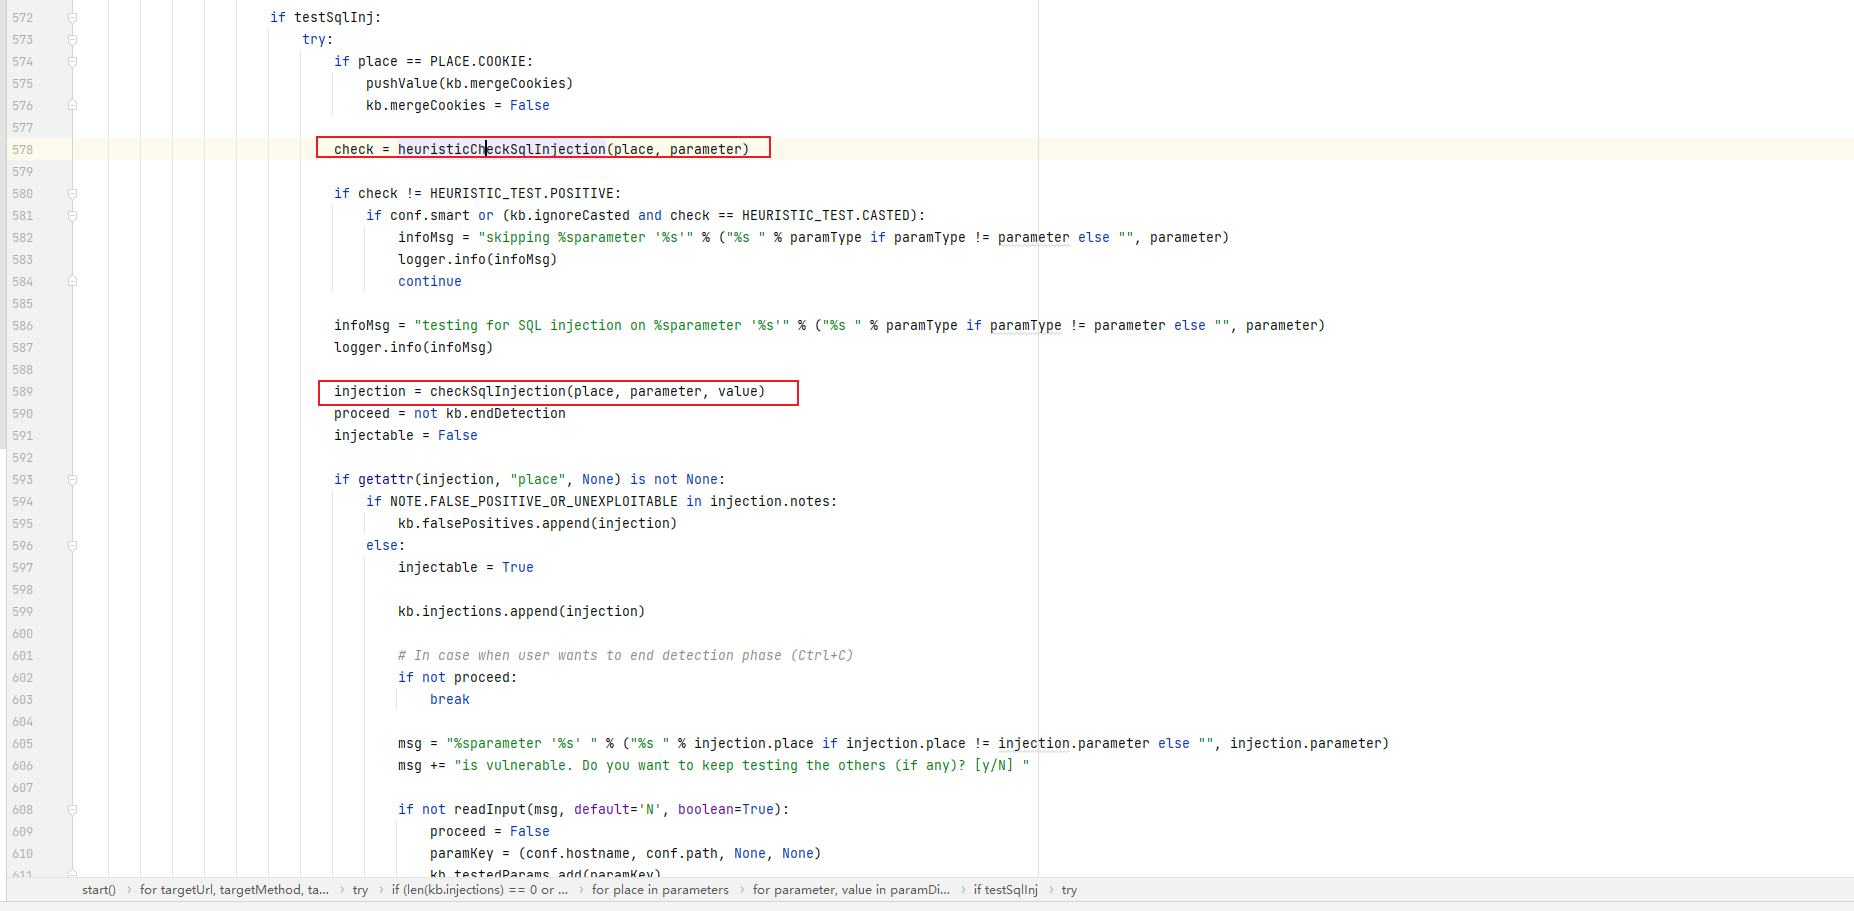 572 if testSqlInj:
573 try:
574 if place == PLACE.COOKIE:
575 pushValue(kb.mergeCookies)
576 kb.mergeCookies = False
577
578 check = heuristicCheckSqlInjection(place, parameter)
579
580 if check != HEURISTIC_TEST.POSITIVE:
581 if conf.smart or (kb.ignoreCasted and check == HEURISTIC_TEST.CASTED):
582 infoMsg = "skipping %sparameter '%s'" % ("%s " % paramType if paramType != parameter else "", parameter)
583 logger.info(infoMsg)
584 continue
585
586 infoMsg = "testing for SQL injection on %sparameter '%s'" % ("%s " % paramType if paramType != parameter else "", parameter)
587 logger.info(infoMsg)
588
589 injection = checkSqlInjection(place, parameter, value)
590 proceed = not kb.endDetection
591 injectable = False
592
593 if getattr(injection, "place", None) is not None:
594 if NOTE.FALSE_POSITIVE_OR_UNEXPLOITABLE in injection.notes:
595 kb.falsePositives.append(injection)
596 else:
597 injectable = True
598
599 kb.injections.append(injection)
600
601 # In case when user wants to end detection phase (Ctrl+C)
602 if not proceed:
603 break
604
605 msg = "%sparameter '%s' " % ("%s " % injection.place if injection.place != injection.parameter else "", injection.parameter)
606 msg += "is vulnerable. Do you want to keep testing the others (if any)? [y/N] "
607
608 if not readInput(msg, default='N', boolean=True):
609 proceed = False
610 paramKey = (conf.hostname, conf.path, None, None)
611 kb.testedParams.add(paramKey)
start() › for targetUrl, targetMethod, ta... › try › if (len(kb.injections) == 0 or ... › for place in parameters › for parameter, value in paramDi... › if testSqlInj › try